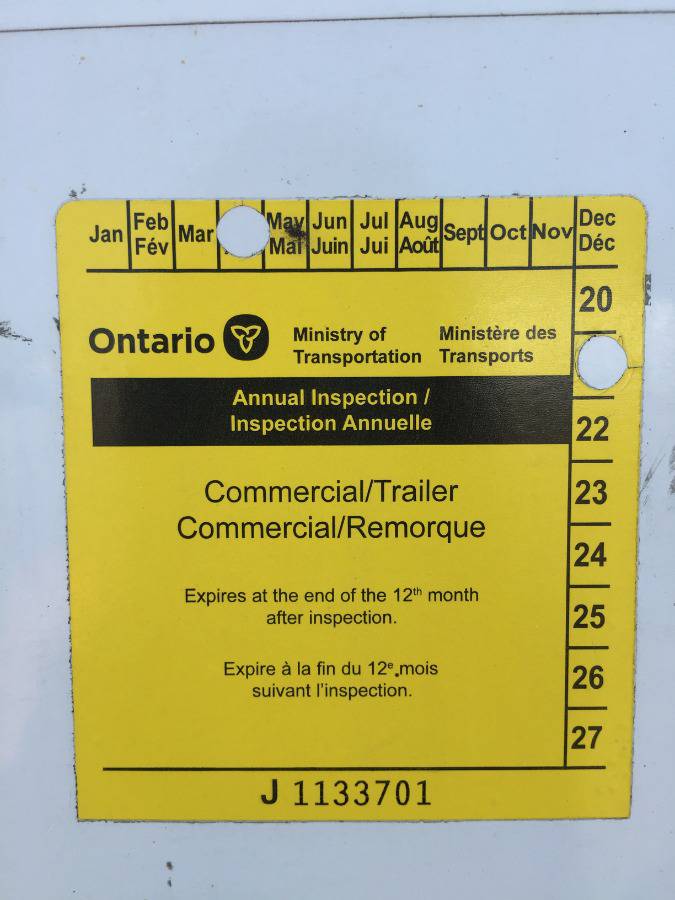 Jan Feb Mar May Jun Jul Aug Sept Oct Nov Dec
Fév Mai Juin Jui Août Déc
20
Ontario Ministry of Ministère des
Transportation Transports
Annual Inspection /
Inspection Annuelle
22
Commercial/Trailer
23
Commercial/Remorque
24
Expires at the end of the 12th month
after inspection.
25
Expire à la fin du 12e mois
26
suivant l'inspection.
27
J 1133701